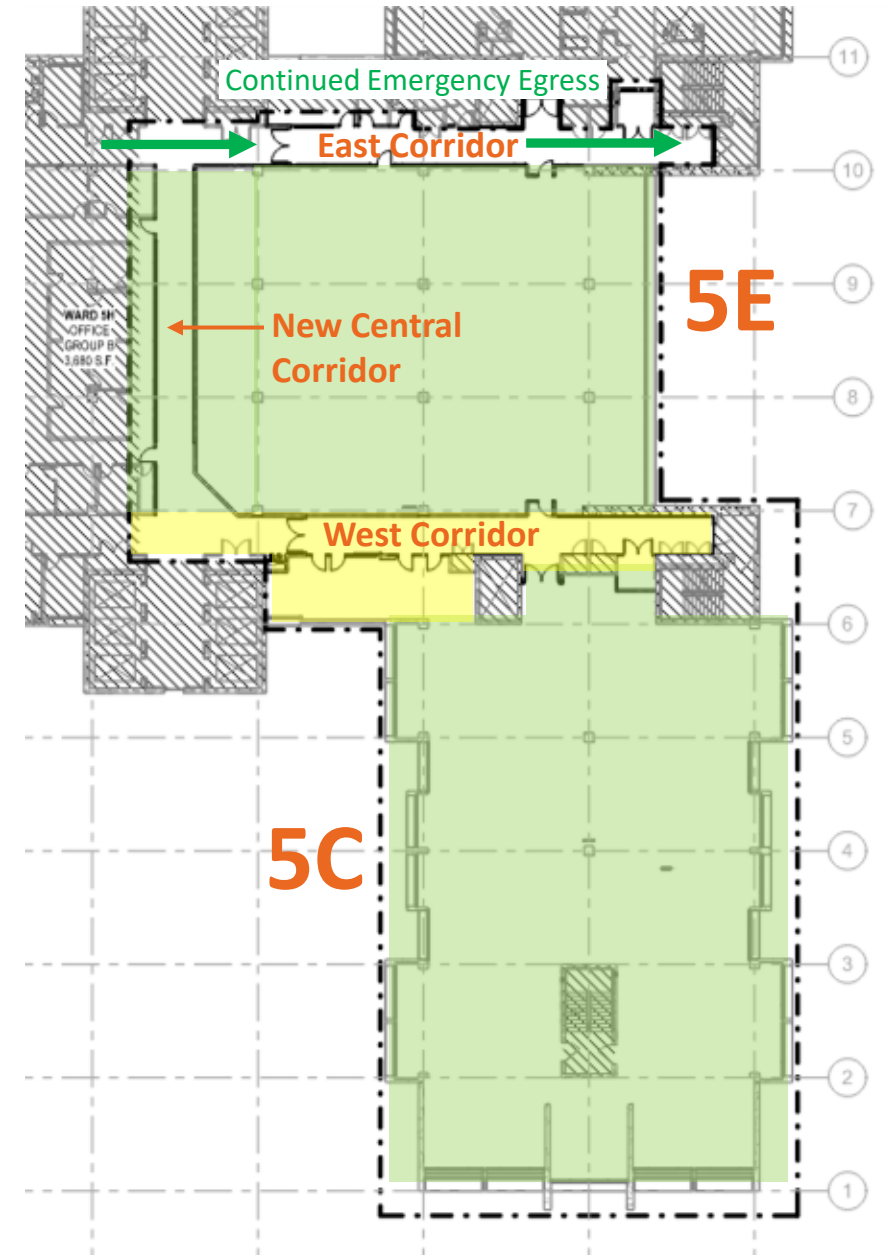 11
Continued Emergency Egress
East Corridor
10
9
5E
WARD 5H
OFFICE
GROUP B
3,680 S.F
New Central
Corridor
8
7
West Corridor
6
5
5C
4
3
2
1